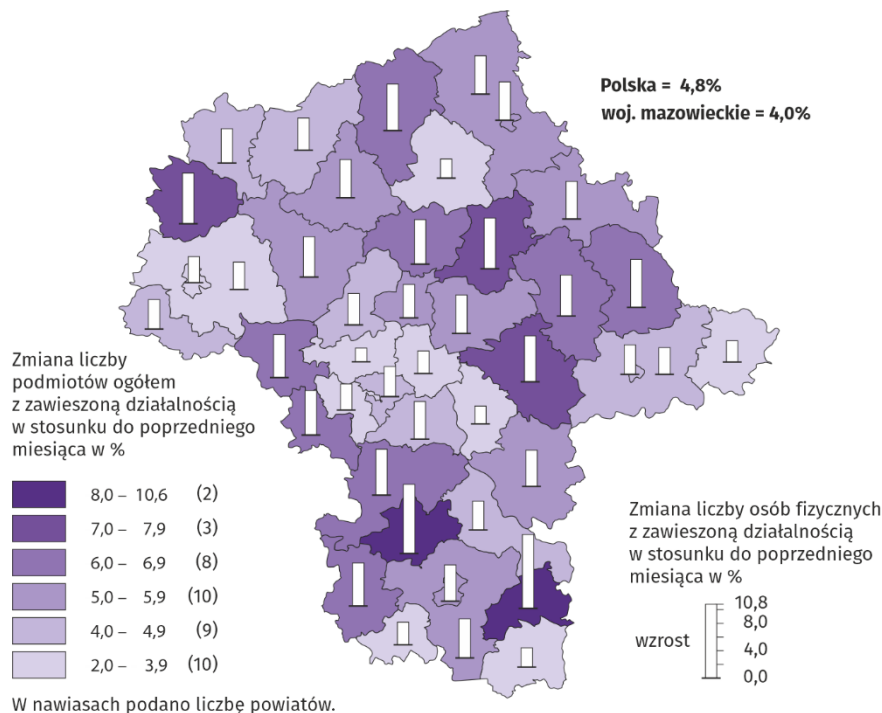 Polska = 4,8%
woj. mazowieckie = 4,0%
Zmiana liczby
podmiotów ogółem
z zawieszoną działalnością
w stosunku do poprzedniego
miesiąca w %
8,0 – 10,6 (2)
7,0 – 7,9 (3)
6,0 – 6,9 (8)
5,0 – 5,9 (10)
4,0 – 4,9 (9)
2,0 – 3,9 (10)
W nawiasach podano liczbę powiatów.
Zmiana liczby osób fizycznych
z zawieszoną działalnością
w stosunku do poprzedniego
miesiąca w %
wzrost
10,8
8,0
4,0
0,0